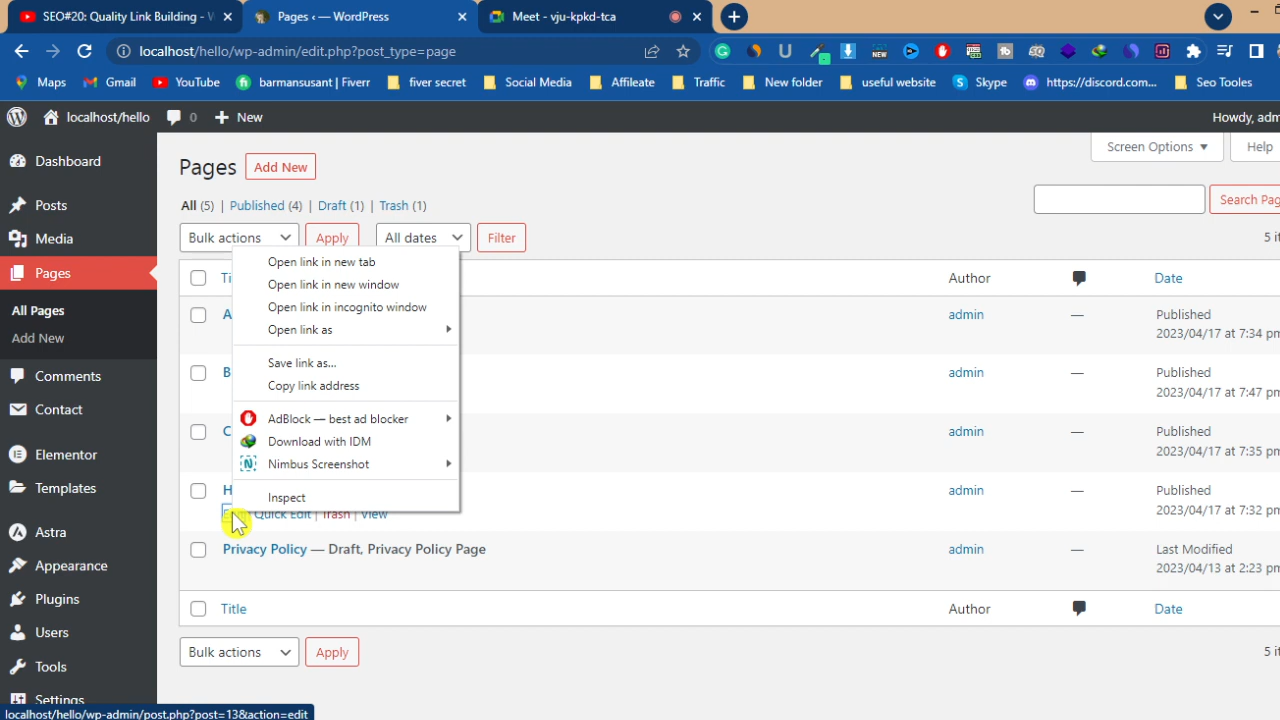 SEO#20: Quality Link Building -
Pages ‹ — WordPress
Meet - vju-kpkd-tca
localhost/hello/wp-admin/edit.php?post_type=page
Maps
Gmail
YouTube
barmansusant | Fiverr
fiver secret
Social Media
Affileate
Traffic
New folder
useful website
Skype
https://discord.com...
Seo Tooles
localhost/hello
0
New
Howdy, adm
Dashboard
Posts
Media
Pages
All Pages
Add New
Comments
Contact
Elementor
Templates
Astra
Appearance
Plugins
Users
Tools
Settings
Pages
Add New
Screen Options
Help
All (5) | Published (4) | Draft (1) | Trash (1)
Search Pag
Bulk actions
Apply
All dates
Filter
5 it
Ti
Author
Date
Open link in new tab
Open link in new window
Open link in incognito window
Open link as
Save link as...
Copy link address
AdBlock — best ad blocker
Download with IDM
Nimbus Screenshot
Inspect
A
admin
—
Published
2023/04/17 at 7:34 pm
B
admin
—
Published
2023/04/17 at 7:47 pm
C
admin
—
Published
2023/04/17 at 7:35 pm
H
admin
—
Published
2023/04/17 at 7:32 pm
Quick Edit | Trash | View
Privacy Policy — Draft, Privacy Policy Page
admin
—
Last Modified
2023/04/13 at 2:23 pm
Title
Author
Date
Bulk actions
Apply
5 it
localhost/hello/wp-admin/post.php?post=13&action=edit